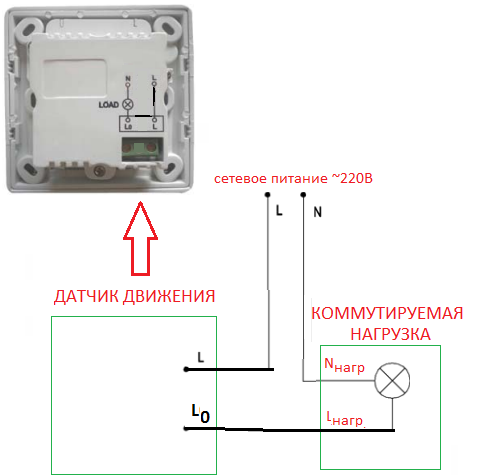 N L
LOAD
Lo L
сетевое питание ~220В
L N
ДАТЧИК ДВИЖЕНИЯ
КОММУТИРУЕМАЯ
НАГРУЗКА
L
Nнагр
L0
Lнагр